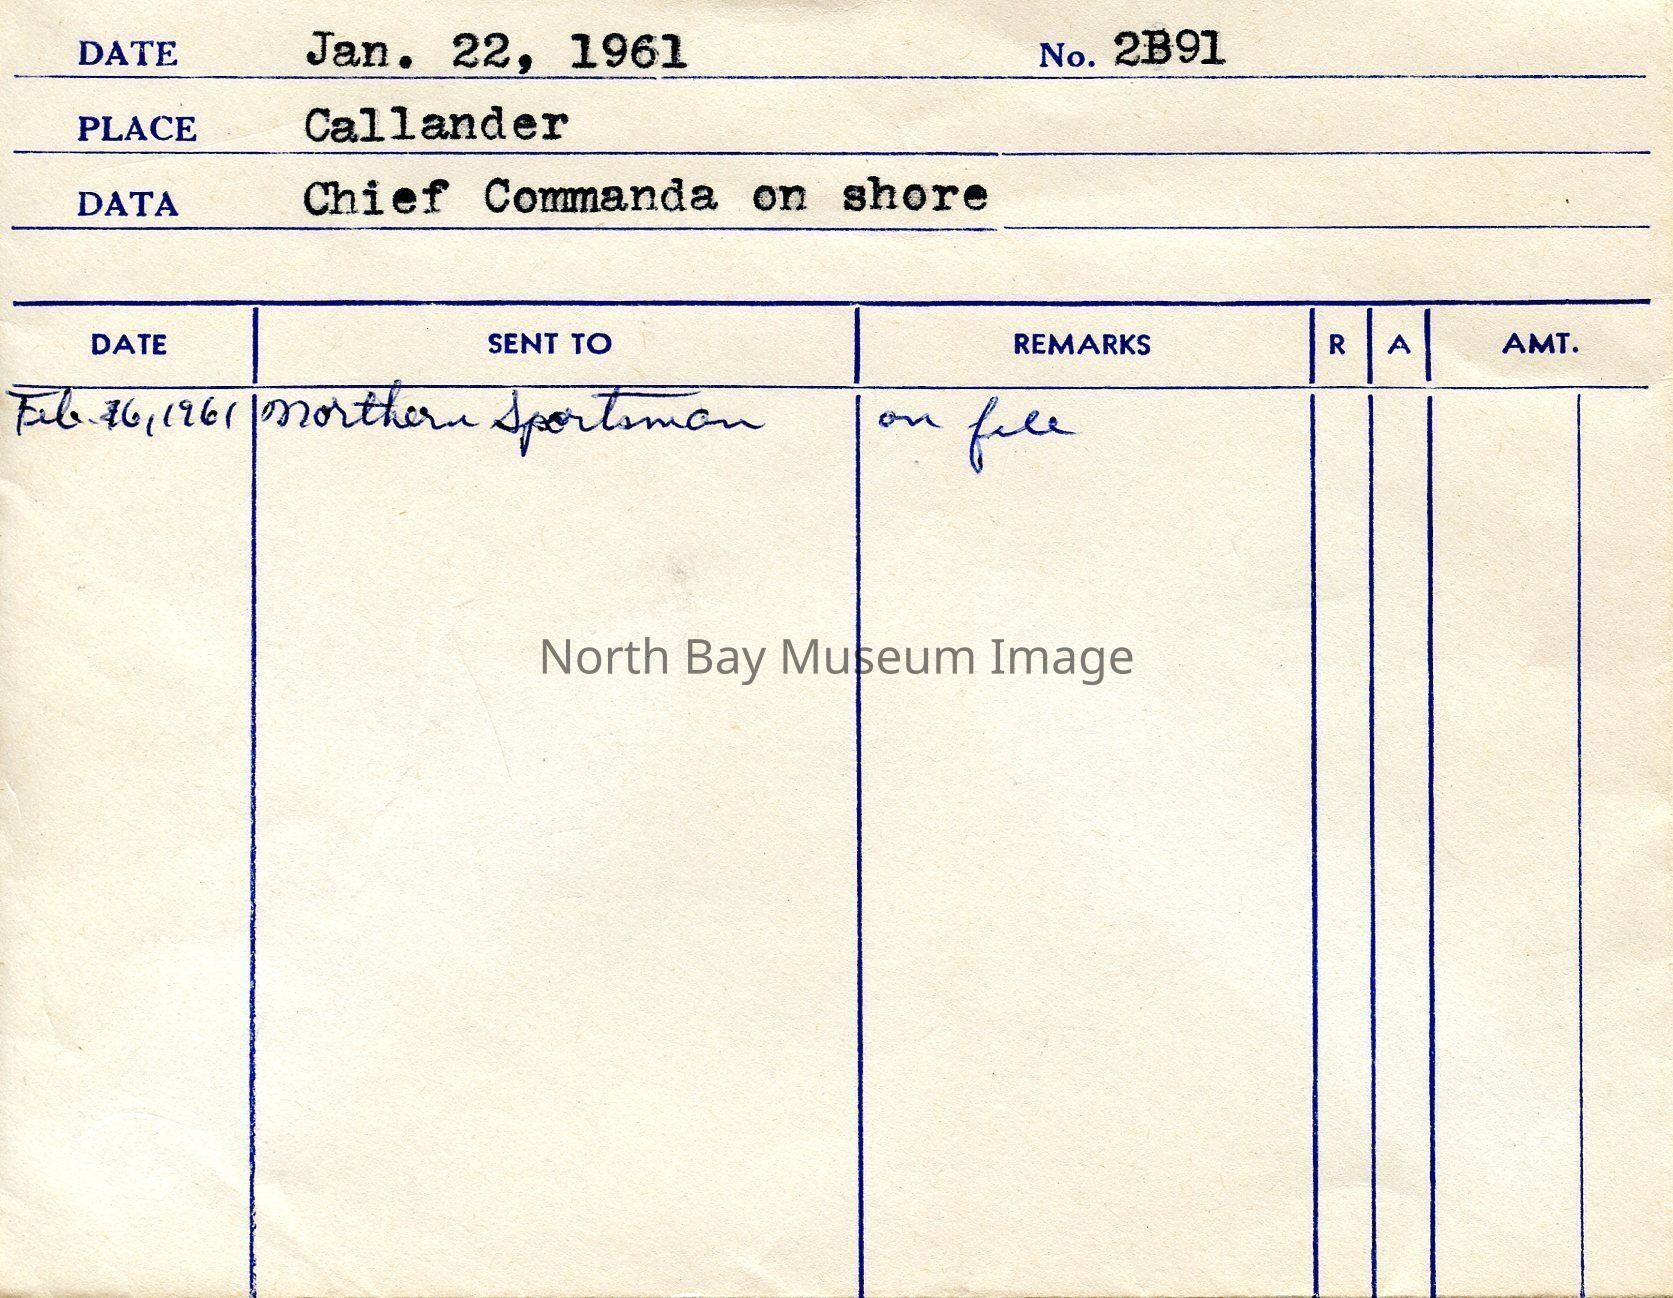 DATE Jan. 22, 1961 No. 2B91
PLACE Callander
DATA Chief Commanda on shore
DATE SENT TO REMARKS R A AMT.
Feb. 16, 1961 Northern Sportsman on file
North Bay Museum Image